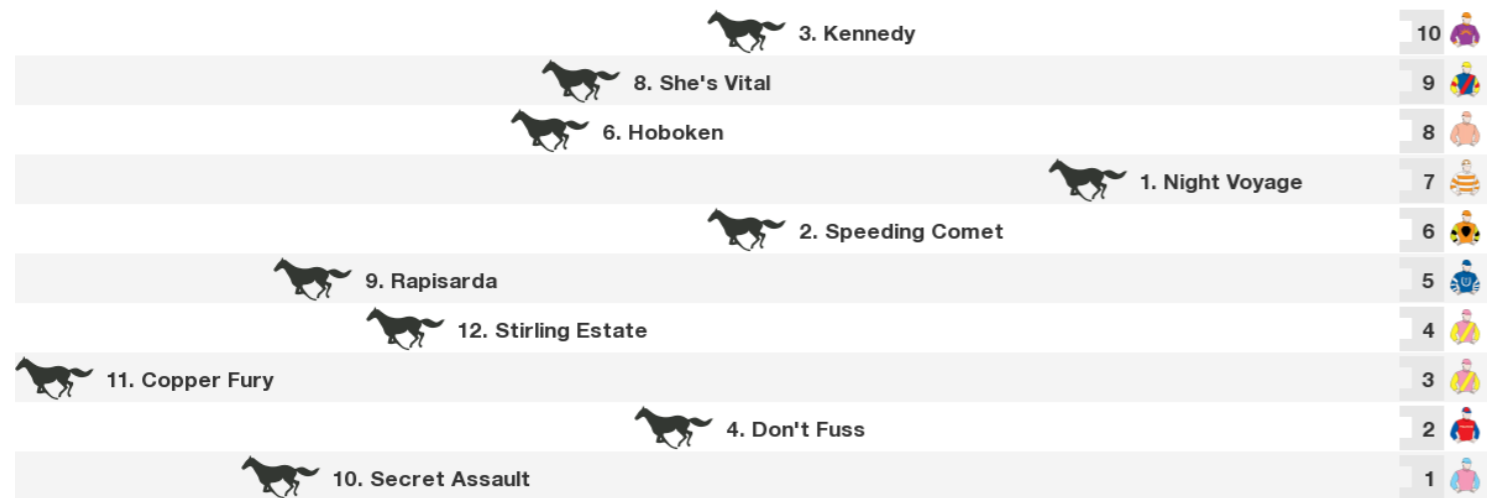 3. Kennedy 10
8. She's Vital 9
6. Hoboken 8
1. Night Voyage 7
2. Speeding Comet 6
9. Rapisarda 5
12. Stirling Estate 4
11. Copper Fury 3
4. Don't Fuss 2
10. Secret Assault 1